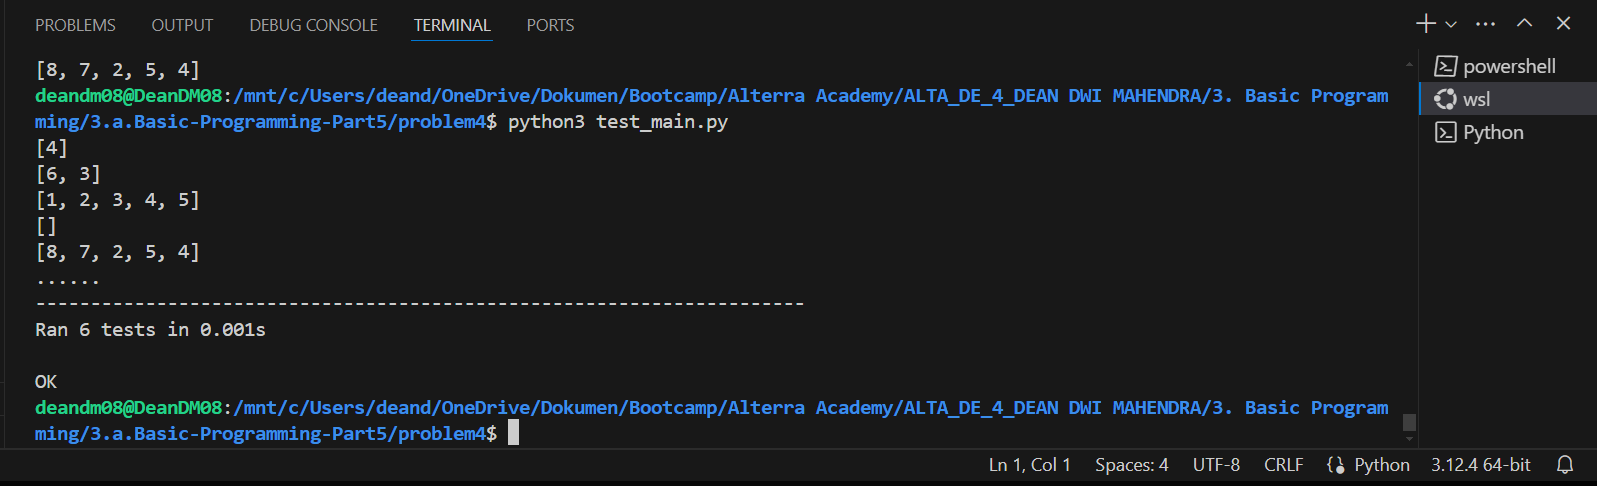 PROBLEMS OUTPUT DEBUG CONSOLE TERMINAL PORTS
[8, 7, 2, 5, 4]
deandm08@DeanDM08:/mnt/c/Users/deand/OneDrive/Dokumen/Bootcamp/Alterra Academy/ALTA_DE_4_DEAN DWI MAHENDRA/3. Basic Program
ming/3.a.Basic-Programming-Part5/problem4$ python3 test_main.py
[4]
[6, 3]
[1, 2, 3, 4, 5]
[]
[8, 7, 2, 5, 4]
......
----------------------------------------------------------------------
Ran 6 tests in 0.001s
OK
deandm08@DeanDM08:/mnt/c/Users/deand/OneDrive/Dokumen/Bootcamp/Alterra Academy/ALTA_DE_4_DEAN DWI MAHENDRA/3. Basic Program
ming/3.a.Basic-Programming-Part5/problem4$
powershell
wsl
Python
Ln 1, Col 1 Spaces: 4 UTF-8 CRLF Python 3.12.4 64-bit